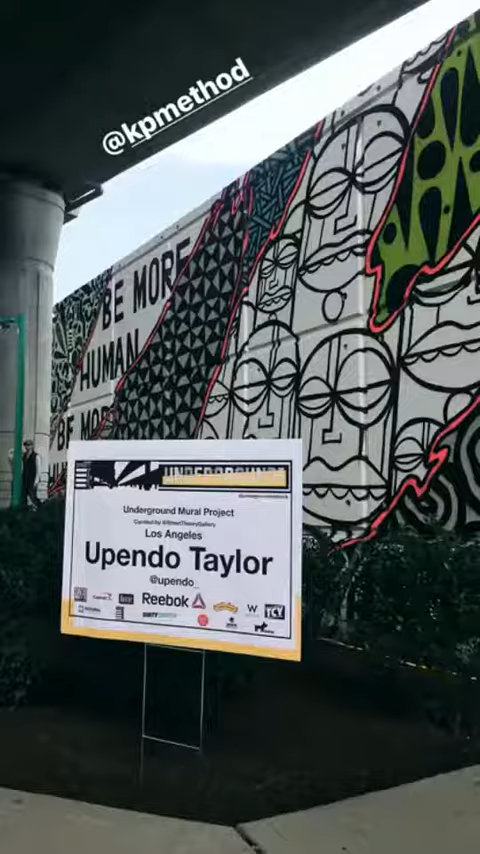 @kpmethod
BE MORE
HUMAN
BE MORE
UNDERGROUND
Underground Mural Project
Curated by @StreetTheoryGallery
Los Angeles
Upendo Taylor
@upendo_
Reebok
TCY